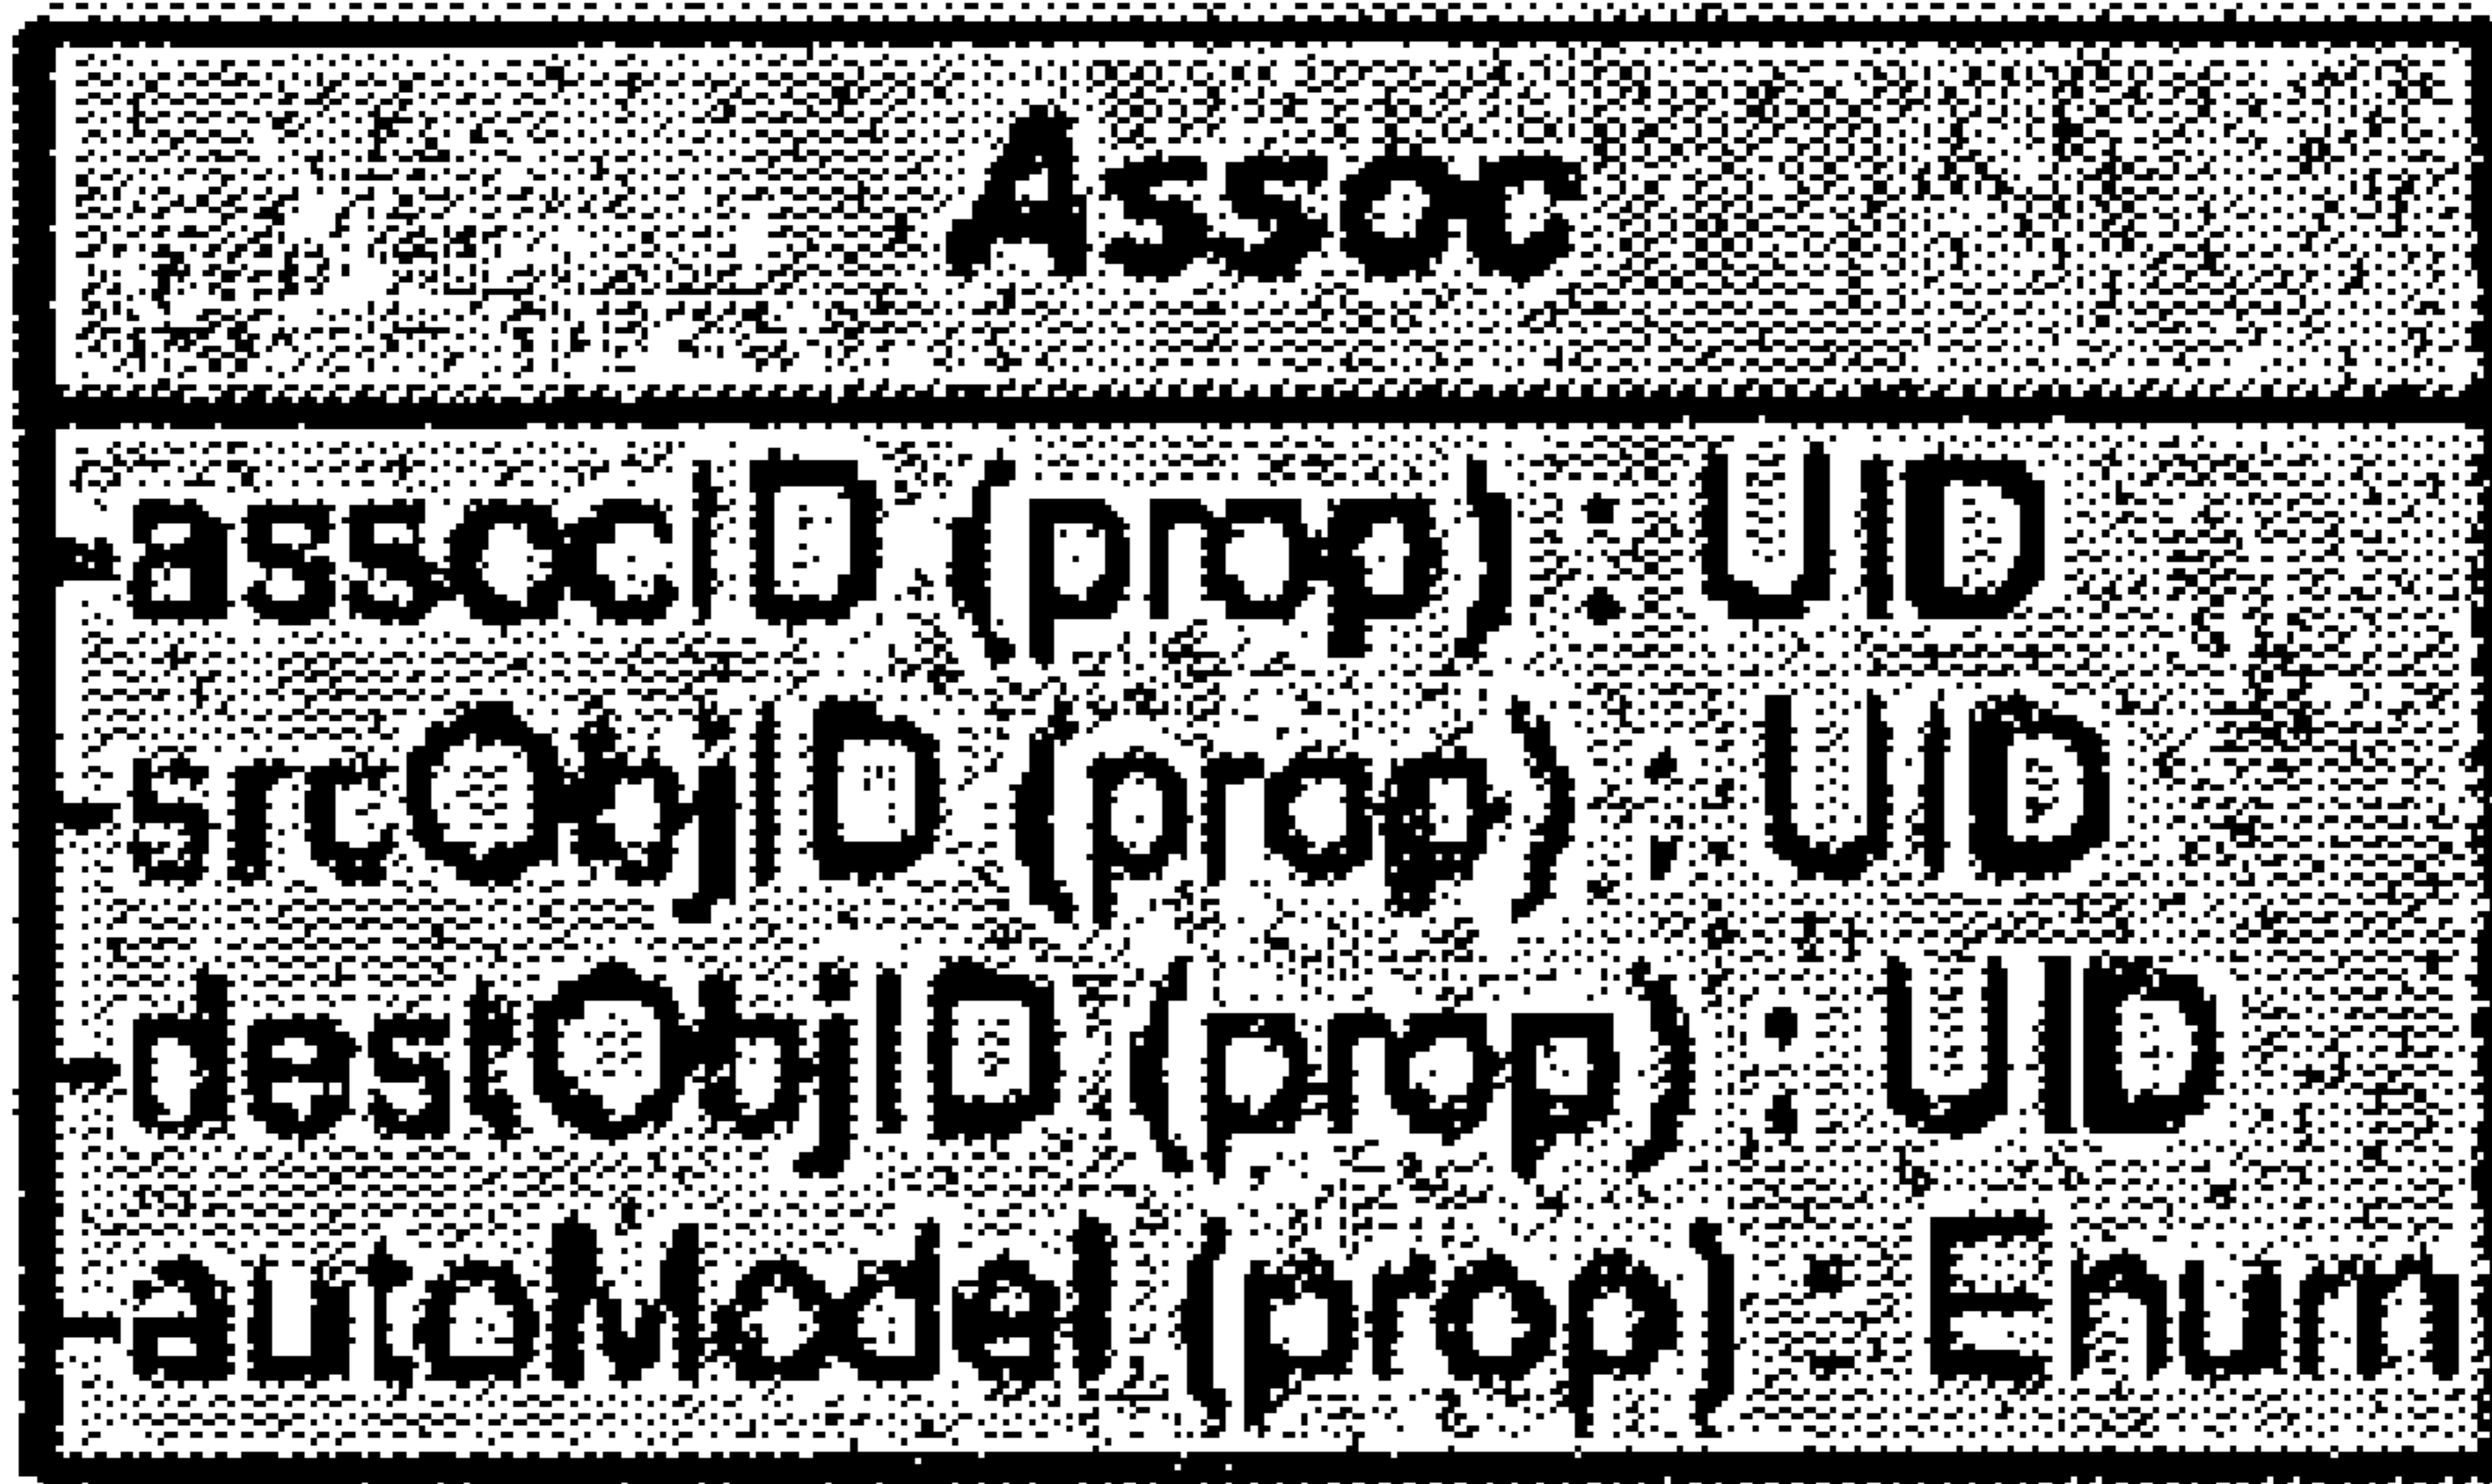 Assoc
-assocID (prop) : UID
-srcObjID (prop) : UID
-destObjID (prop) : UID
-autoModel (prop) : Enum